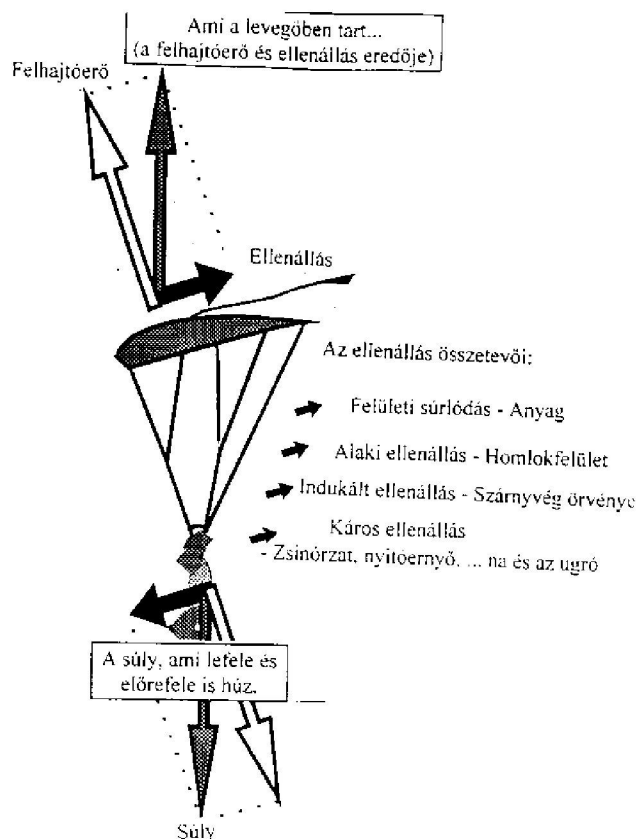 Ami a levegőben tart...
(a felhajtóerő és ellenállás eredője)
Felhajtóerő
Ellenállás
Az ellenállás összetevői:
Felületi súrlódás - Anyag
Alaki ellenállás - Homlokfelület
Indukált ellenállás - Szárnyvég örvénye
Káros ellenállás
- Zsinórzat, nyitóernyő, ... na és az ugró
A súly, ami lefele és
előrefele is húz.
Súly